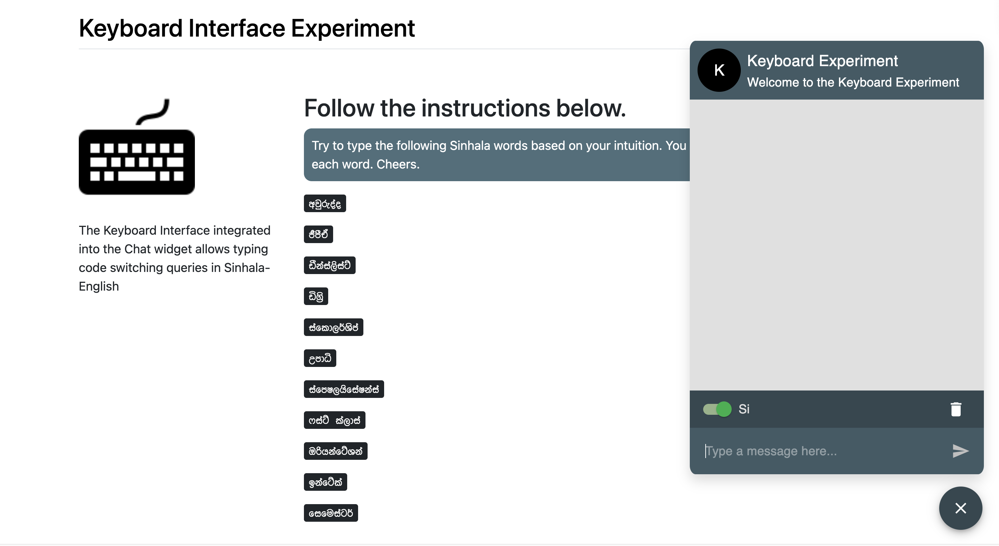 Keyboard Interface Experiment
The Keyboard Interface integrated
into the Chat widget allows typing
code switching queries in Sinhala-
English
Follow the instructions below.
Try to type the following Sinhala words based on your intuition. You
each word. Cheers.
අවුරුද්ද
ජීපීඒ
ඩීන්ස්ලිස්ට්
ඩිග්‍රි
ස්කොලර්ශිප්
උපාධි
ස්පෙෂලයිසේෂන්ස්
ෆස්ට් ක්ලාස්
ඔරියන්ටේශන්
ඉන්ටේක්
සෙමෙස්ටර්
K
Keyboard Experiment
Welcome to the Keyboard Experiment
Si
Type a message here...